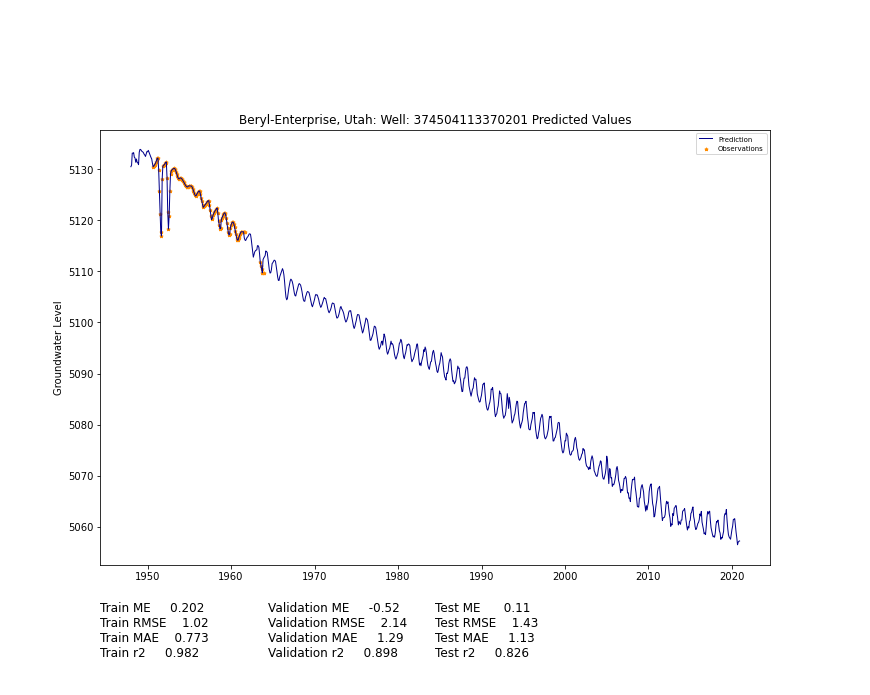 Beryl-Enterprise, Utah: Well: 374504113370201 Predicted Values
Prediction
Observations
Groundwater Level
5130
5120
5110
5100
5090
5080
5070
5060
1950 1960 1970 1980 1990 2000 2010 2020
Train ME 0.202 Validation ME -0.52 Test ME 0.11
Train RMSE 1.02 Validation RMSE 2.14 Test RMSE 1.43
Train MAE 0.773 Validation MAE 1.29 Test MAE 1.13
Train r2 0.982 Validation r2 0.898 Test r2 0.826